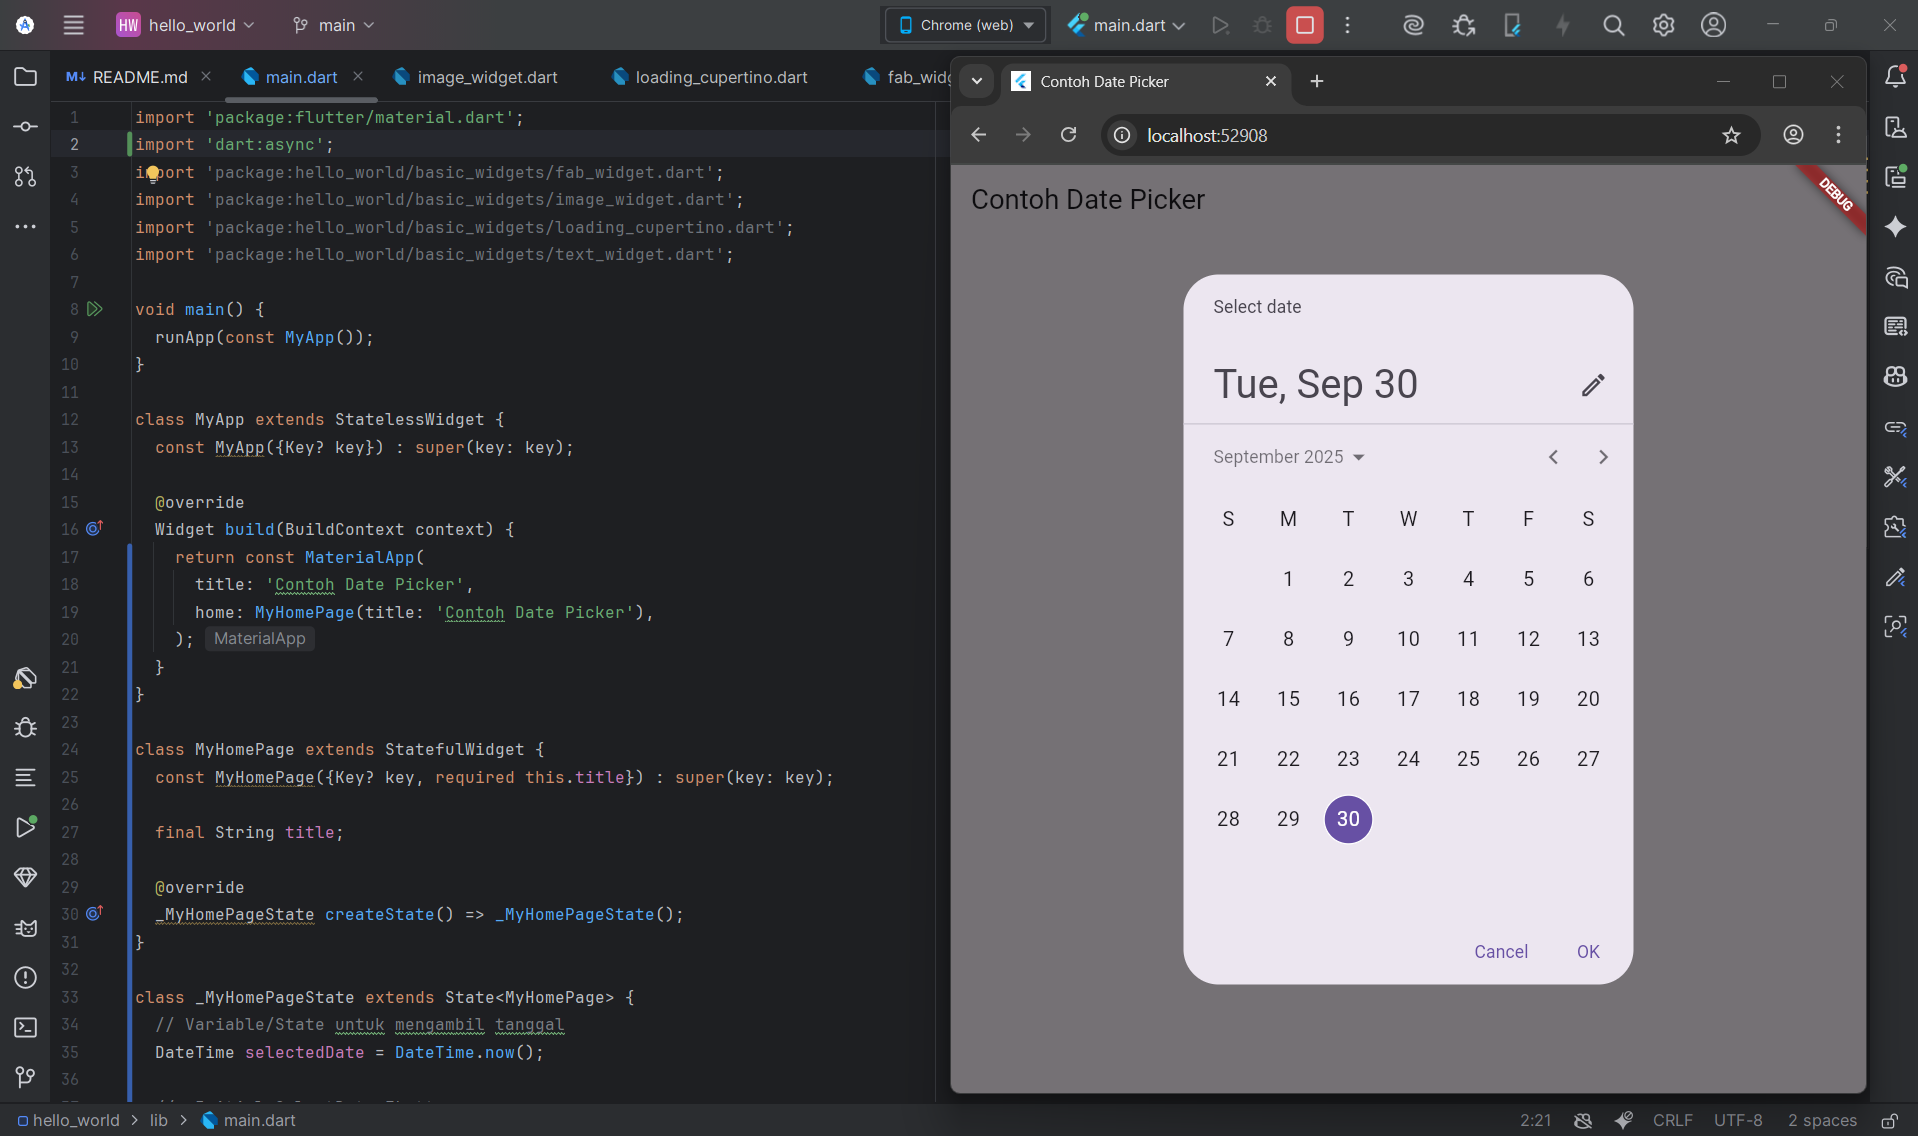 HW hello_world
main
Chrome (web)
main.dart
M↓ README.md
main.dart
image_widget.dart
loading_cupertino.dart
fab_widg
1 import 'package:flutter/material.dart';
2 import 'dart:async';
3 import 'package:hello_world/basic_widgets/fab_widget.dart';
4 import 'package:hello_world/basic_widgets/image_widget.dart';
5 import 'package:hello_world/basic_widgets/loading_cupertino.dart';
6 import 'package:hello_world/basic_widgets/text_widget.dart';
7
8 void main() {
9 runApp(const MyApp());
10 }
11
12 class MyApp extends StatelessWidget {
13 const MyApp({Key? key}) : super(key: key);
14
15 @override
16 Widget build(BuildContext context) {
17 return const MaterialApp(
18 title: 'Contoh Date Picker',
19 home: MyHomePage(title: 'Contoh Date Picker'),
20 ); MaterialApp
21 }
22 }
23
24 class MyHomePage extends StatefulWidget {
25 const MyHomePage({Key? key, required this.title}) : super(key: key);
26
27 final String title;
28
29 @override
30 _MyHomePageState createState() => _MyHomePageState();
31 }
32
33 class _MyHomePageState extends State<MyHomePage> {
34 // Variable/State untuk mengambil tanggal
35 DateTime selectedDate = DateTime.now();
36
Contoh Date Picker
localhost:52908
Contoh Date Picker
DEBUG
Select date
Tue, Sep 30
September 2025
S M T W T F S
1 2 3 4 5 6
7 8 9 10 11 12 13
14 15 16 17 18 19 20
21 22 23 24 25 26 27
28 29 30
Cancel OK
hello_world > lib > main.dart
2:21 CRLF UTF-8 2 spaces